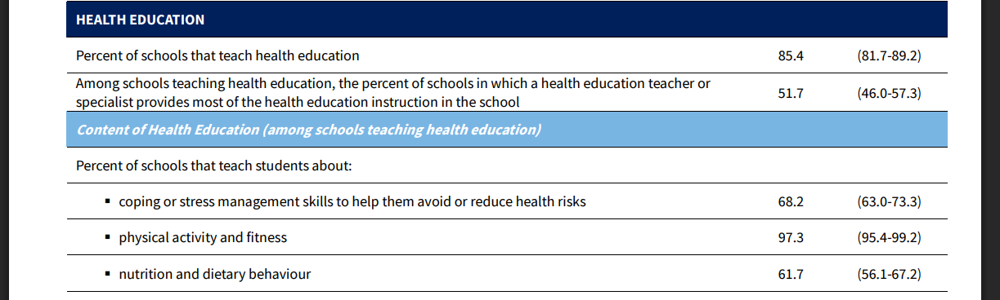 HEALTH EDUCATION
Percent of schools that teach health education 85.4 (81.7-89.2)
Among schools teaching health education, the percent of schools in which a health education teacher or
specialist provides most of the health education instruction in the school 51.7 (46.0-57.3)
Content of Health Education (among schools teaching health education)
Percent of schools that teach students about:
▪ coping or stress management skills to help them avoid or reduce health risks 68.2 (63.0-73.3)
▪ physical activity and fitness 97.3 (95.4-99.2)
▪ nutrition and dietary behaviour 61.7 (56.1-67.2)